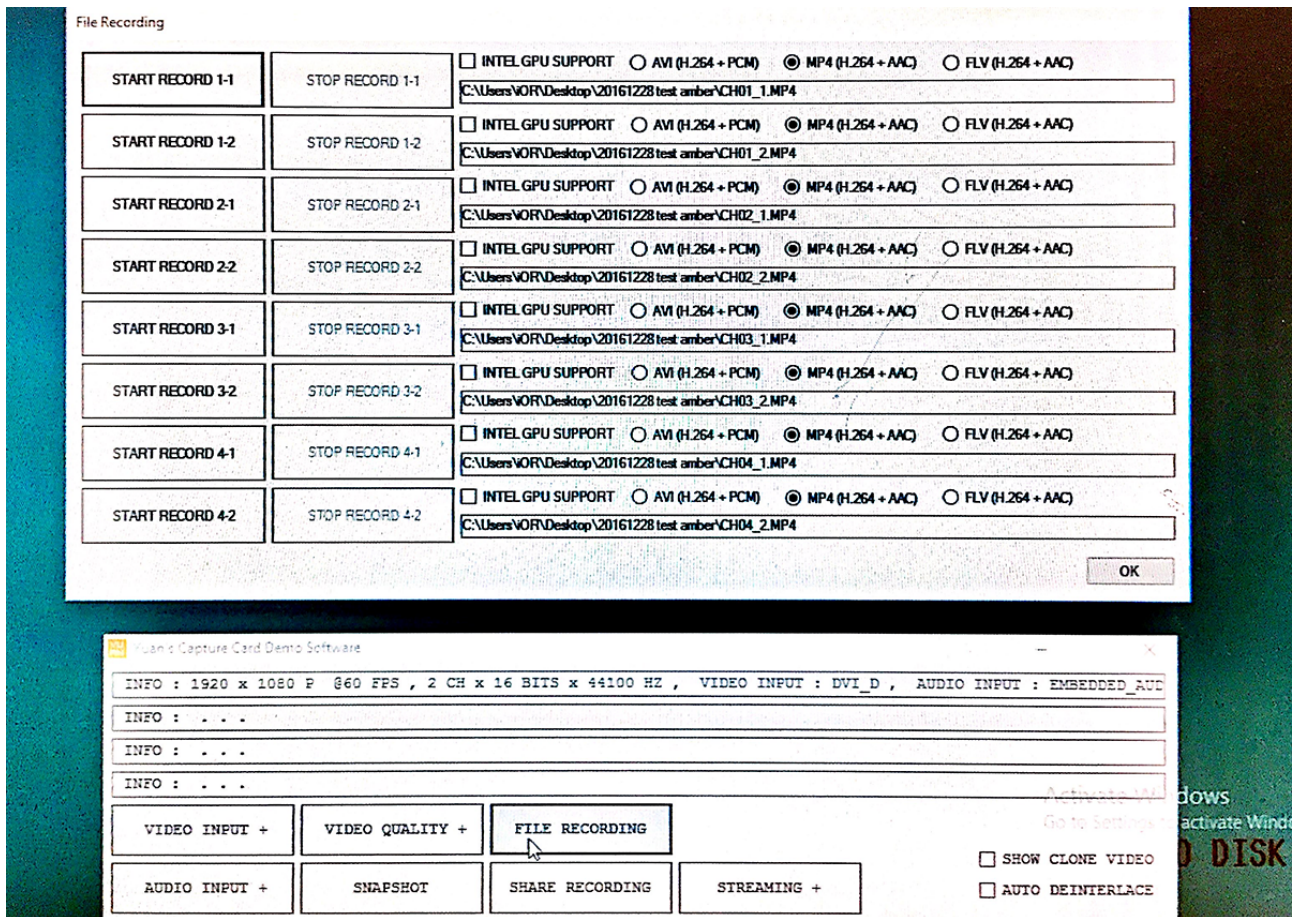 File Recording
START RECORD 1-1 STOP RECORD 1-1 INTEL GPU SUPPORT AVI (H.264 + PCM) MP4 (H.264 + AAC) FLV (H.264 + AAC)
C:\Users\iOR\Desktop\20161228 test amber\CH01_1.MP4
START RECORD 1-2 STOP RECORD 1-2 INTEL GPU SUPPORT AVI (H.264 + PCM) MP4 (H.264 + AAC) FLV (H.264 + AAC)
C:\Users\iOR\Desktop\20161228 test amber\CH01_2.MP4
START RECORD 2-1 STOP RECORD 2-1 INTEL GPU SUPPORT AVI (H.264 + PCM) MP4 (H.264 + AAC) FLV (H.264 + AAC)
C:\Users\iOR\Desktop\20161228 test amber\CH02_1.MP4
START RECORD 2-2 STOP RECORD 2-2 INTEL GPU SUPPORT AVI (H.264 + PCM) MP4 (H.264 + AAC) FLV (H.264 + AAC)
C:\Users\iOR\Desktop\20161228 test amber\CH02_2.MP4
START RECORD 3-1 STOP RECORD 3-1 INTEL GPU SUPPORT AVI (H.264 + PCM) MP4 (H.264 + AAC) FLV (H.264 + AAC)
C:\Users\iOR\Desktop\20161228 test amber\CH03_1.MP4
START RECORD 3-2 STOP RECORD 3-2 INTEL GPU SUPPORT AVI (H.264 + PCM) MP4 (H.264 + AAC) FLV (H.264 + AAC)
C:\Users\iOR\Desktop\20161228 test amber\CH03_2.MP4
START RECORD 4-1 STOP RECORD 4-1 INTEL GPU SUPPORT AVI (H.264 + PCM) MP4 (H.264 + AAC) FLV (H.264 + AAC)
C:\Users\iOR\Desktop\20161228 test amber\CH04_1.MP4
START RECORD 4-2 STOP RECORD 4-2 INTEL GPU SUPPORT AVI (H.264 + PCM) MP4 (H.264 + AAC) FLV (H.264 + AAC)
C:\Users\iOR\Desktop\20161228 test amber\CH04_2.MP4
OK
Yuan's Capture Card Demo Software
INFO : 1920 x 1080 P @60 FPS , 2 CH x 16 BITS x 44100 HZ , VIDEO INPUT : DVI_D , AUDIO INPUT : EMBEDDED_AUD
INFO : . . .
INFO : . . .
INFO : . . .
Activate Windows
VIDEO INPUT + VIDEO QUALITY + FILE RECORDING
Go to Settings to activate Windo
SHOW CLONE VIDEO
DISK
AUDIO INPUT + SNAPSHOT SHARE RECORDING STREAMING + AUTO DEINTERLACE